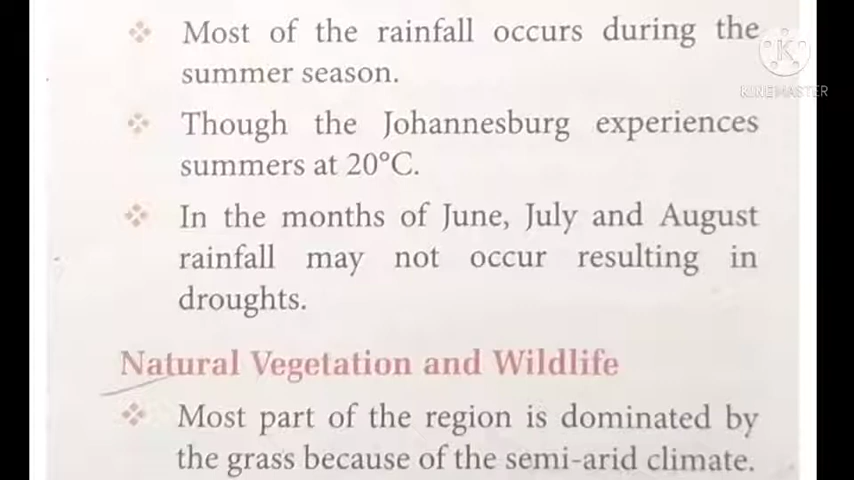 Most of the rainfall occurs during the
summer season.
KINEMASTER
Though the Johannesburg experiences
summers at 20°C.
In the months of June, July and August
rainfall may not occur resulting in
droughts.
Natural Vegetation and Wildlife
Most part of the region is dominated by
the grass because of the semi-arid climate.